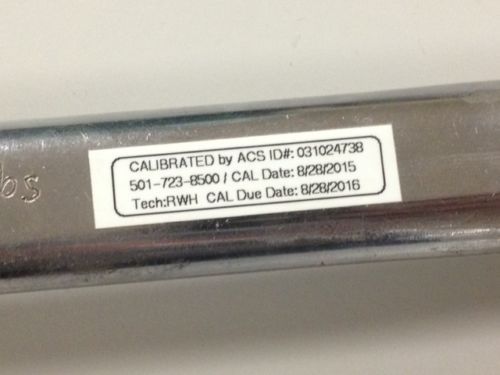 CALIBRATED by ACS ID#: 031024738
501-723-8500 / CAL Date: 8/28/2015
Tech:RWH CAL Due Date: 8/28/2016
bs